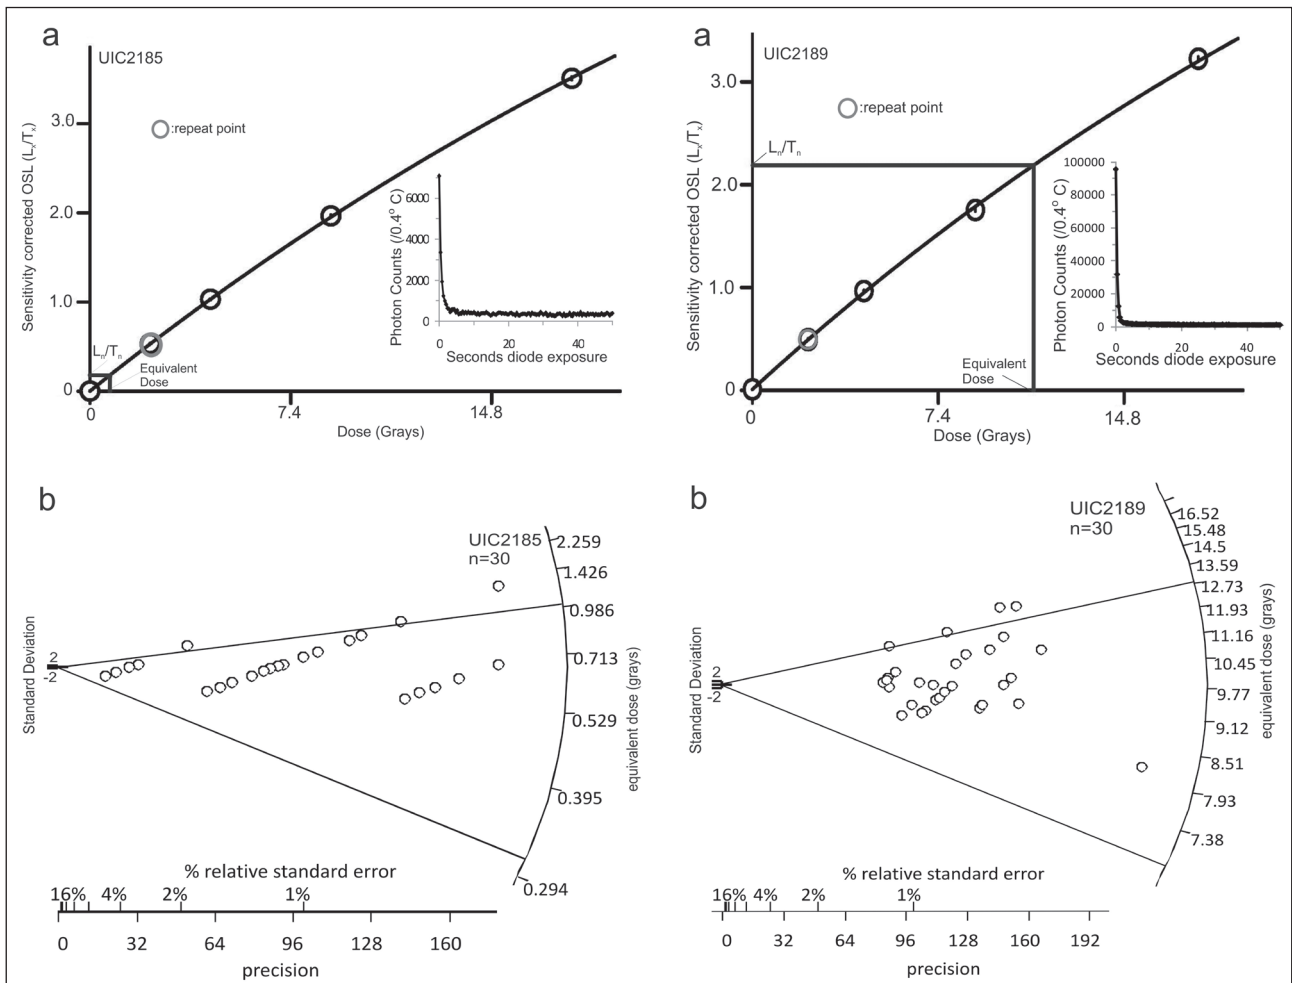 a
UIC2185
:repeat point
Sensitivity corrected OSL (Lx/Tx)
3.0
2.0
1.0
0
Ln/Tn
Equivalent
Dose
0
7.4
14.8
Dose (Grays)
Photon Counts (/0.4° C)
6000
4000
2000
0
0
20
40
Seconds diode exposure
a
UIC2189
:repeat point
Sensitivity corrected OSL (Lx/Tx)
3.0
2.0
1.0
0
Ln/Tn
Equivalent
Dose
0
7.4
14.8
Dose (Grays)
Photon Counts (/0.4° C)
100000
80000
60000
40000
20000
0
0
20
40
Seconds diode exposure
b
UIC2185
n=30
Standard Deviation
2
-2
2.259
1.426
0.986
0.713
0.529
0.395
0.294
equivalent dose (grays)
% relative standard error
16% 4% 2% 1%
0 32 64 96 128 160
precision
b
UIC2189
n=30
Standard Deviation
2
-2
16.52
15.48
14.5
13.59
12.73
11.93
11.16
10.45
9.77
9.12
8.51
7.93
7.38
equivalent dose (grays)
% relative standard error
16% 4% 2% 1%
0 32 64 96 128 160 192
precision